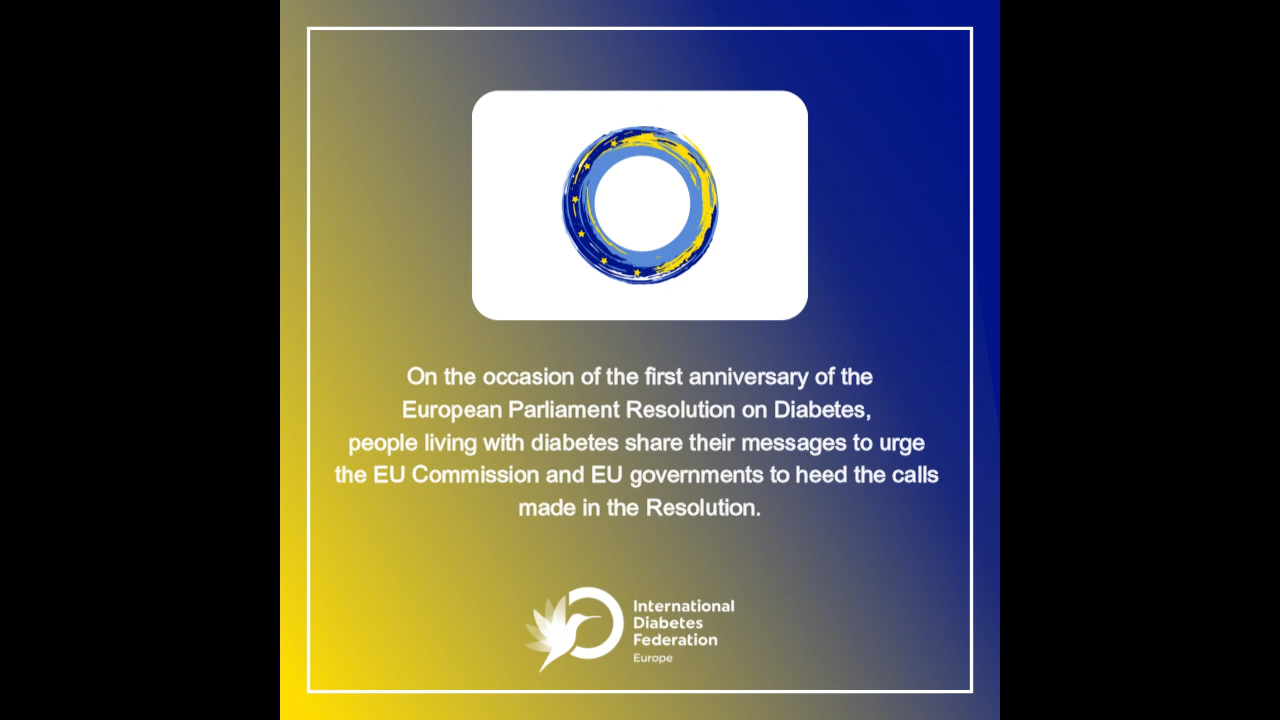 On the occasion of the first anniversary of the
European Parliament Resolution on Diabetes,
people living with diabetes share their messages to urge
the EU Commission and EU governments to heed the calls
made in the Resolution.
International
Diabetes
Federation
Europe